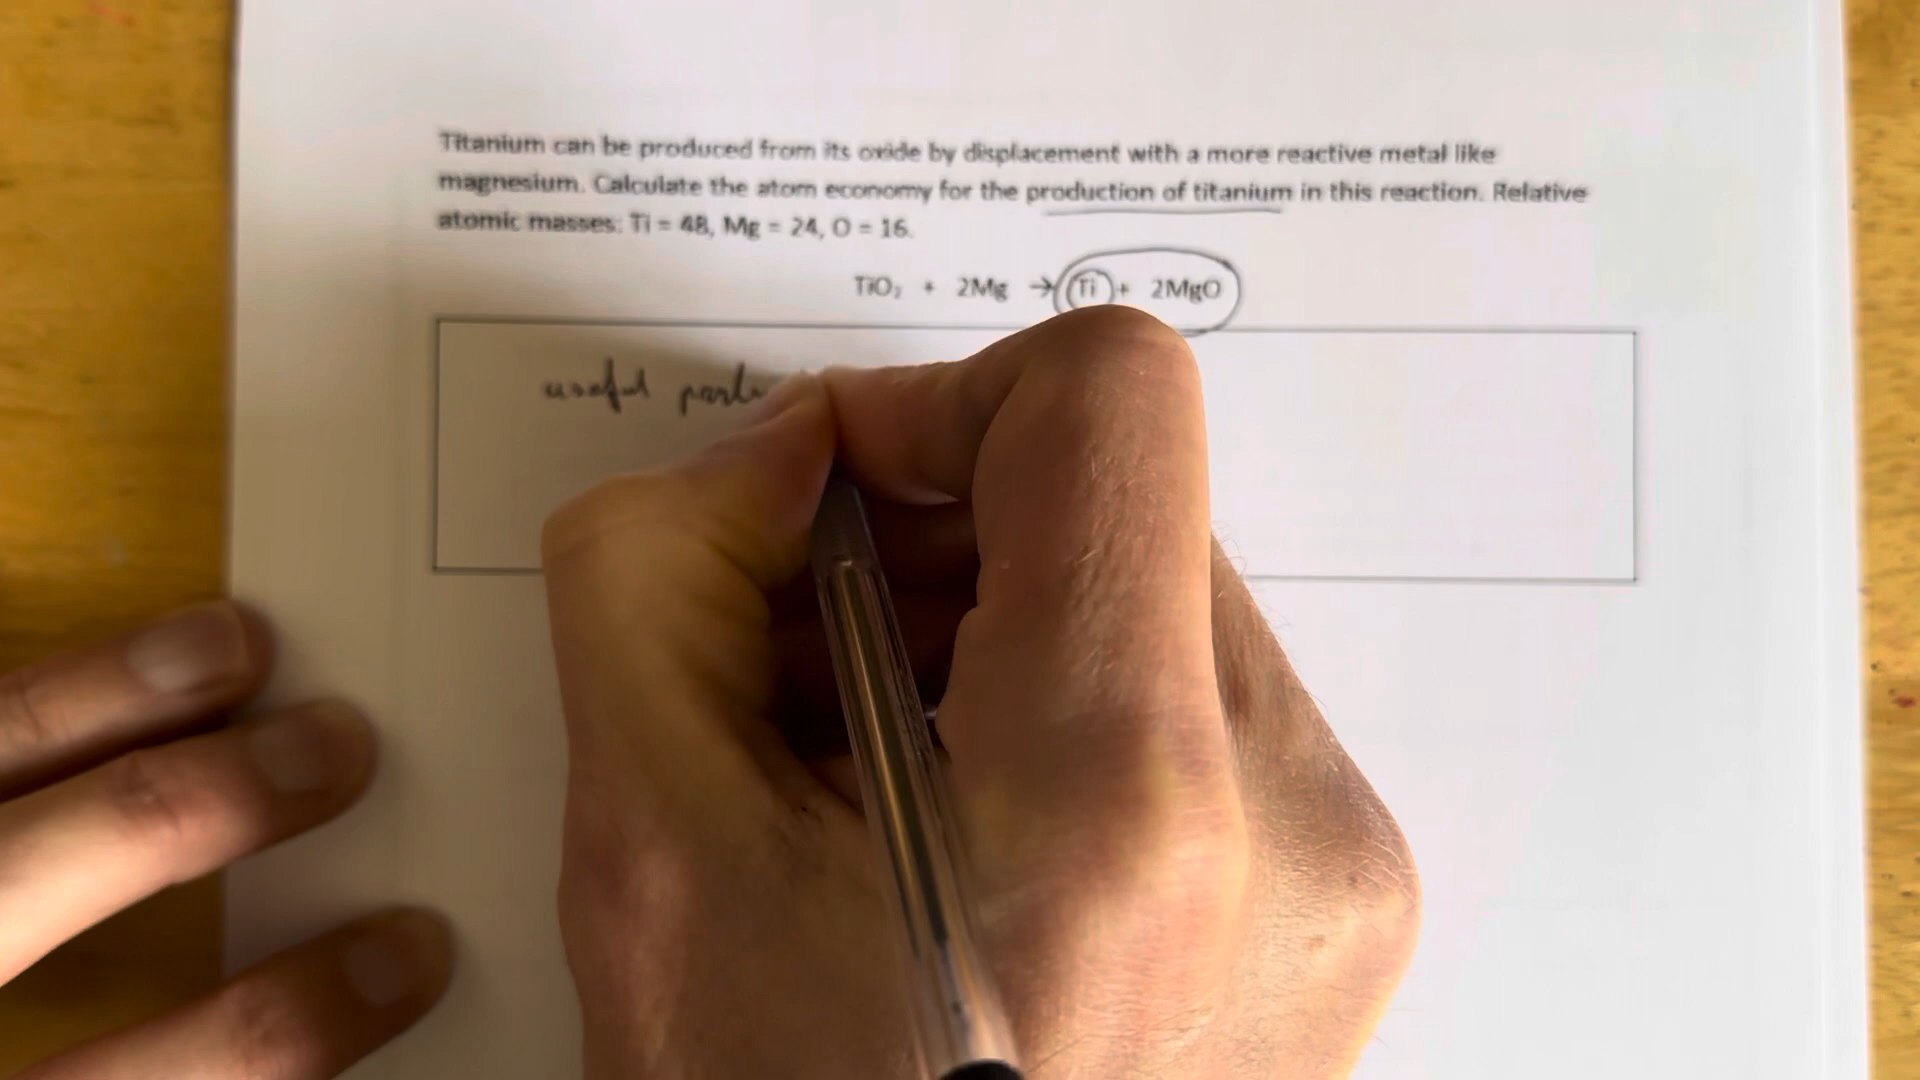 Titanium can be produced from its oxide by displacement with a more reactive metal like
magnesium. Calculate the atom economy for the production of titanium in this reaction. Relative
atomic masses: Ti = 48, Mg = 24, O = 16.
TiO₂ + 2Mg → Ti + 2MgO
useful